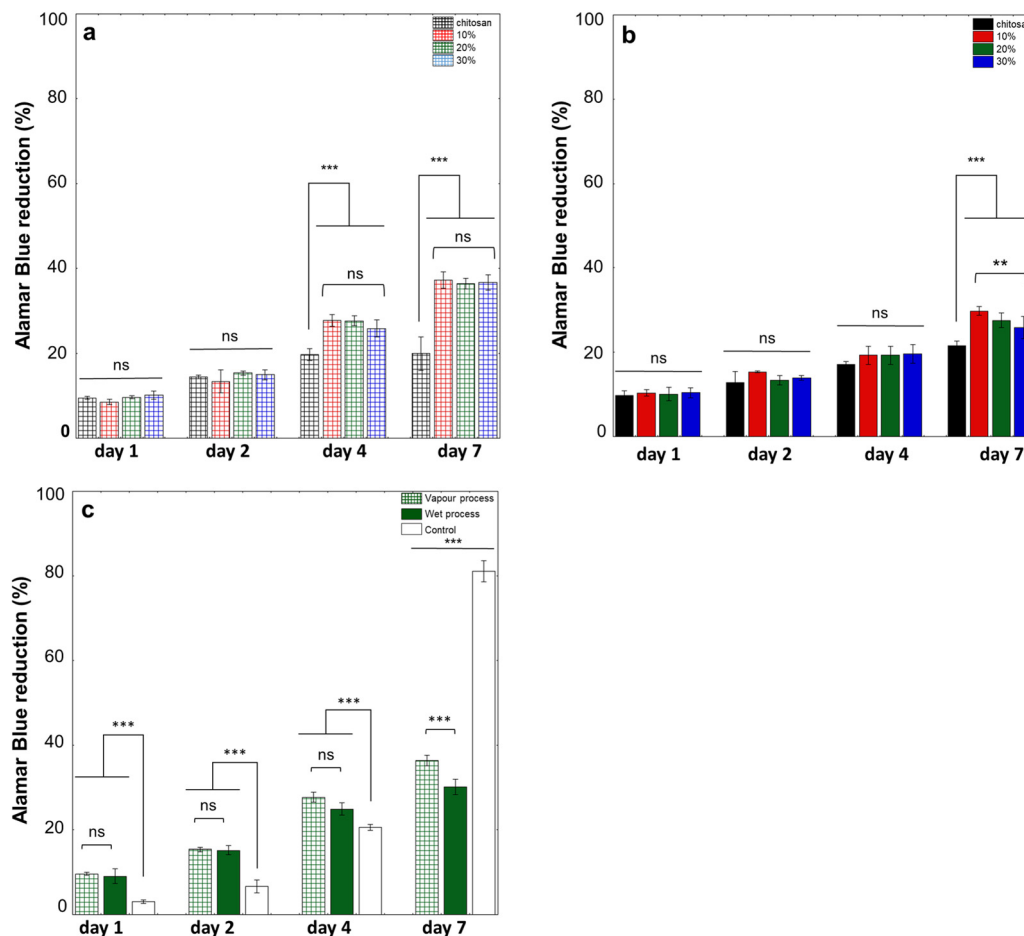 a
chitosan
10%
20%
30%
100
80
60
40
20
0
Alamar Blue reduction (%)
ns
ns
***
ns
***
ns
day 1
day 2
day 4
day 7
b
chitosa
10%
20%
30%
100
80
60
40
20
0
Alamar Blue reduction (%)
ns
ns
ns
***
**
day 1
day 2
day 4
day 7
c
Vapour process
Wet process
Control
100
80
60
40
20
0
Alamar Blue reduction (%)
ns
***
ns
***
ns
***
***
***
day 1
day 2
day 4
day 7